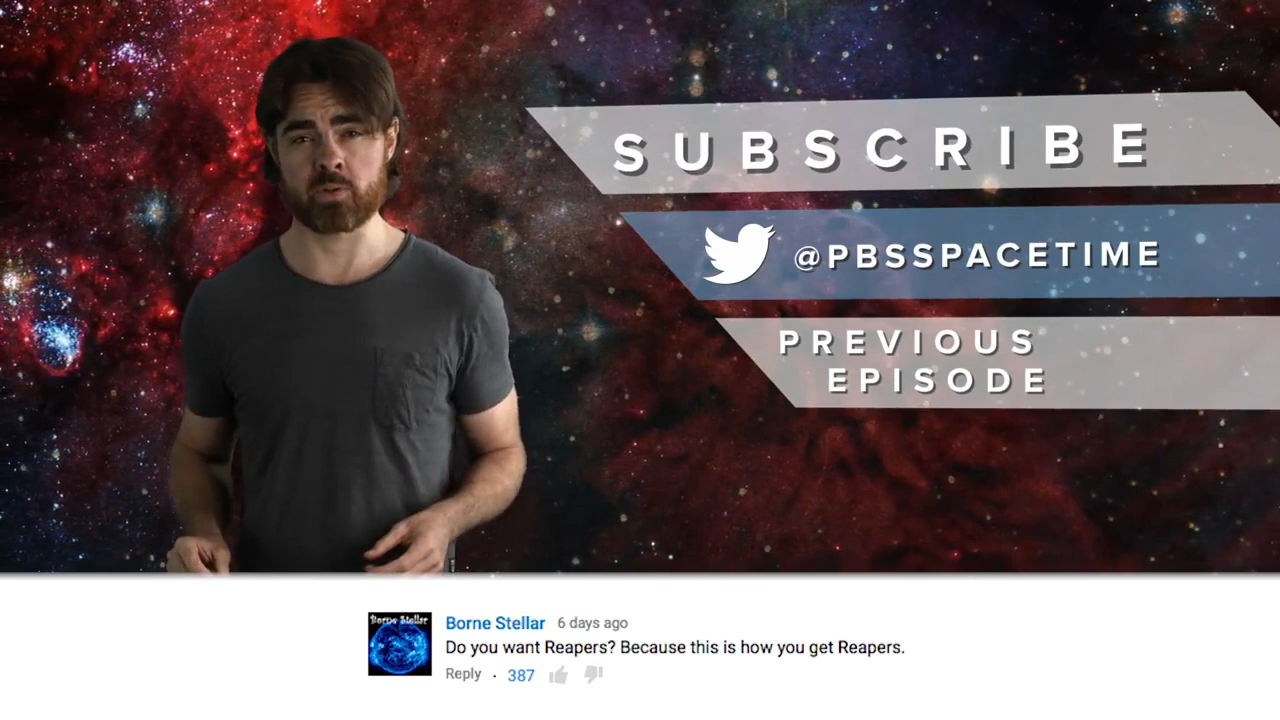 SUBSCRIBE
@PBSSPACETIME
PREVIOUS
EPISODE
Borne Stellar
Borne Stellar 6 days ago
Do you want Reapers? Because this is how you get Reapers.
Reply · 387